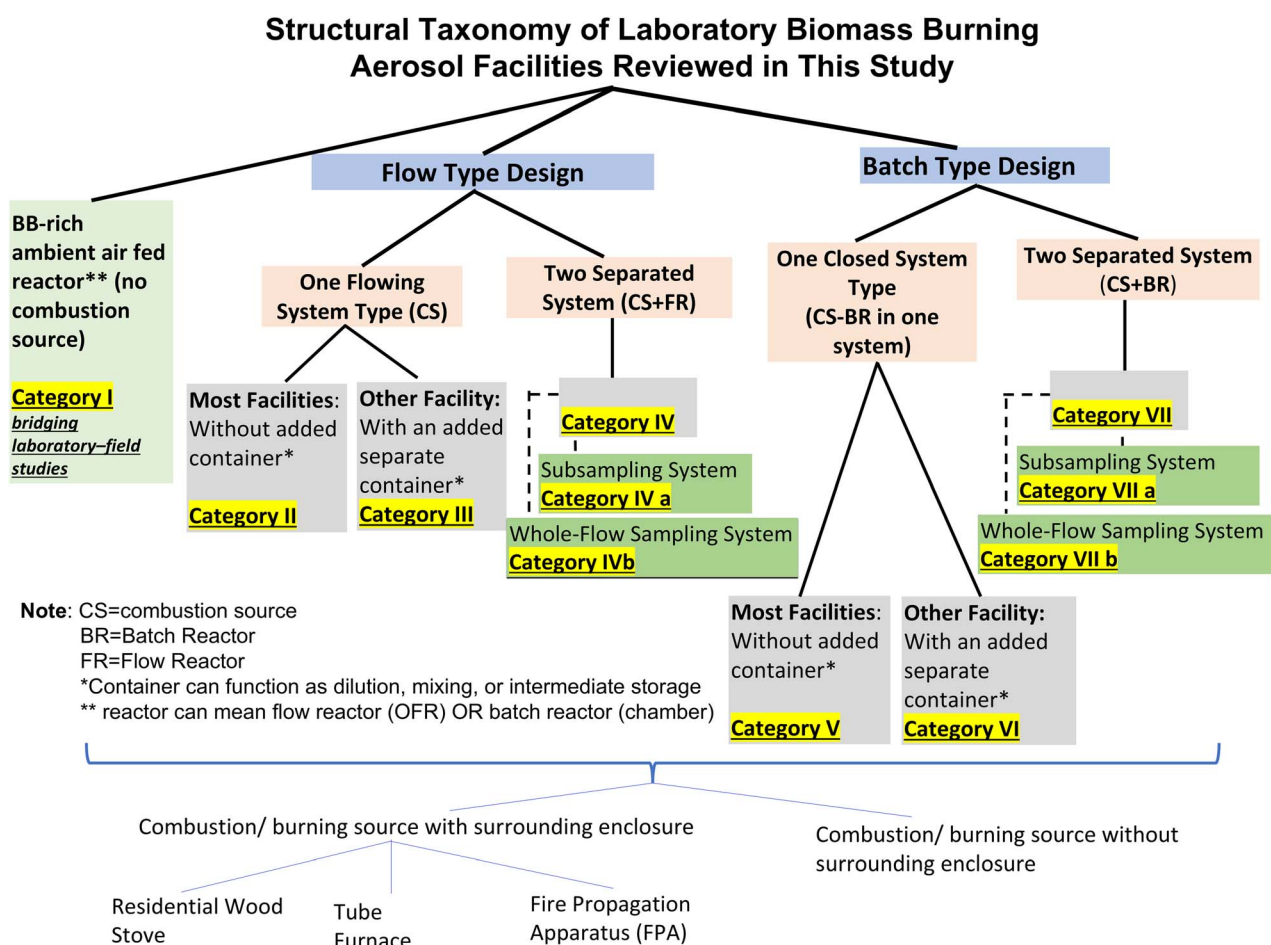 Structural Taxonomy of Laboratory Biomass Burning
Aerosol Facilities Reviewed in This Study
Flow Type Design
Batch Type Design
BB-rich
ambient air fed
reactor** (no
combustion
source)
Category I
bridging
laboratory–field
studies
One Flowing
System Type (CS)
Two Separated
System (CS+FR)
One Closed System
Type
(CS-BR in one
system)
Two Separated System
(CS+BR)
Most Facilities:
Without added
container*
Category II
Other Facility:
With an added
separate
container*
Category III
Category IV
Subsampling System
Category IV a
Whole-Flow Sampling System
Category IVb
Category VII
Subsampling System
Category VII a
Whole-Flow Sampling System
Category VII b
Most Facilities:
Without added
container*
Category V
Other Facility:
With an added
separate
container*
Category VI
Note: CS=combustion source
BR=Batch Reactor
FR=Flow Reactor
*Container can function as dilution, mixing, or intermediate storage
** reactor can mean flow reactor (OFR) OR batch reactor (chamber)
Combustion/ burning source with surrounding enclosure
Combustion/ burning source without
surrounding enclosure
Residential Wood
Stove
Tube
Furnace
Fire Propagation
Apparatus (FPA)